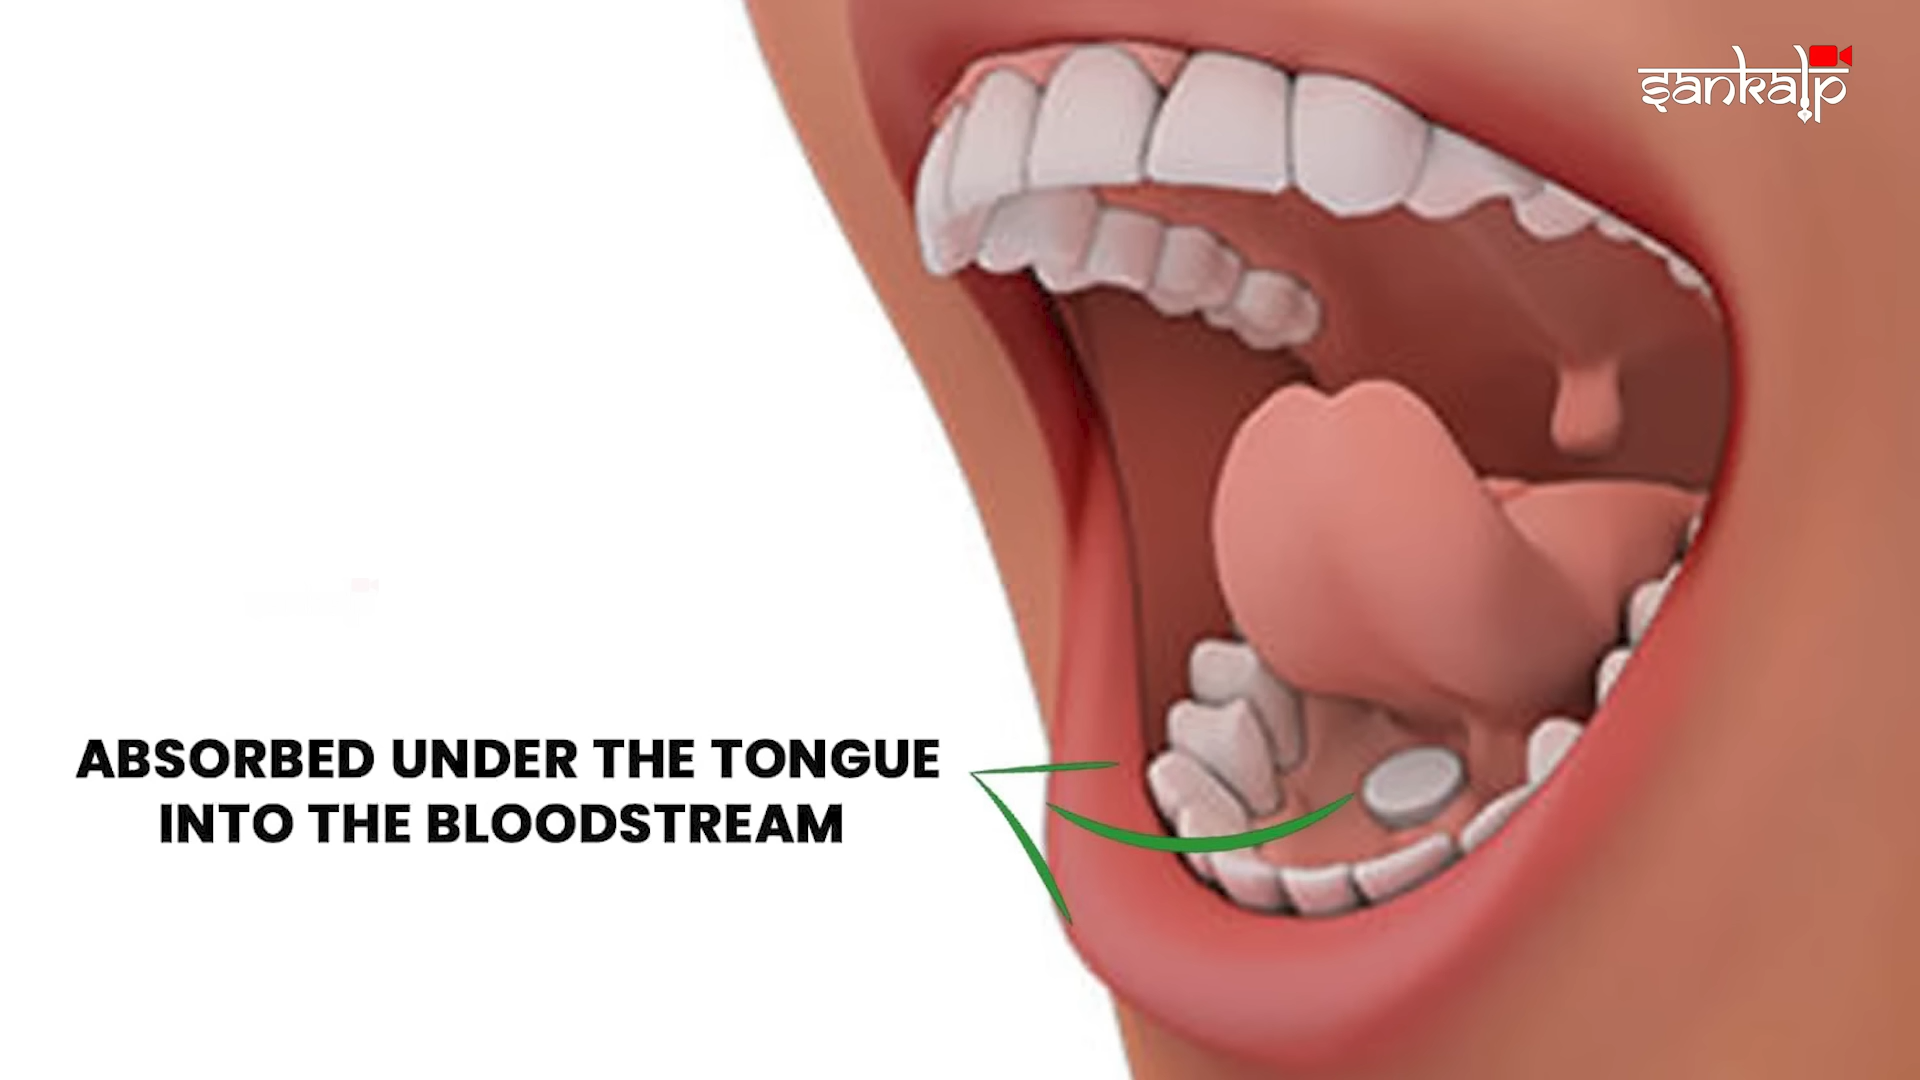 sankalp
ABSORBED UNDER THE TONGUE
INTO THE BLOODSTREAM